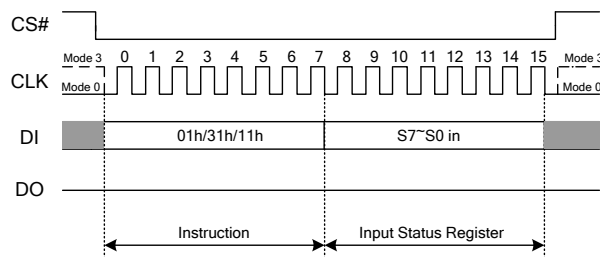 CS#
Mode 3 0 1 2 3 4 5 6 7 8 9 10 11 12 13 14 15 Mode 3
CLK
Mode 0 Mode 0
DI 01h/31h/11h S7~S0 in
DO
Instruction Input Status Register